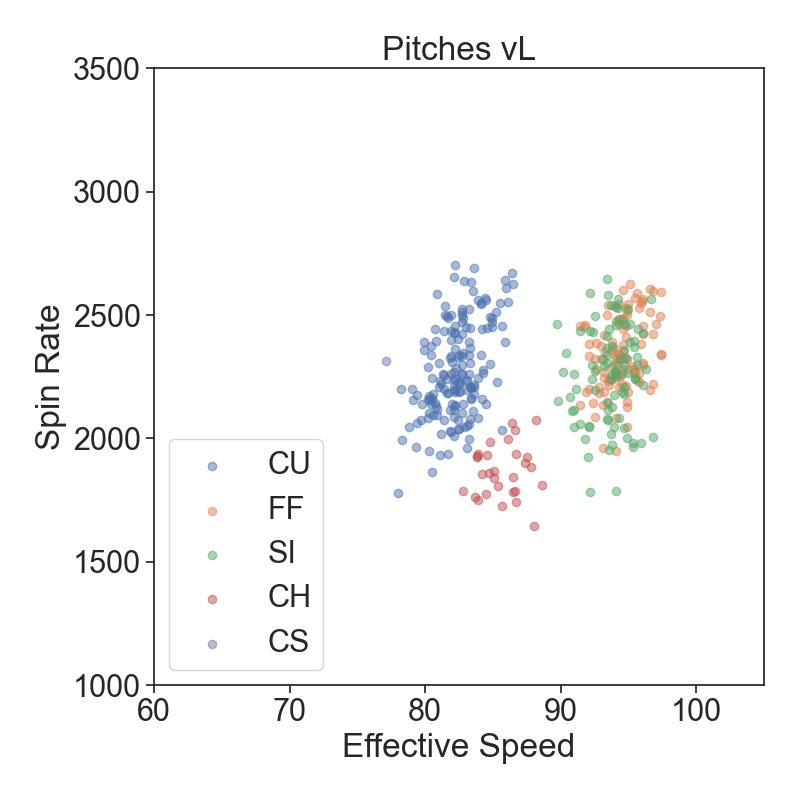 Pitches vL
3500
3000
2500
2000
1500
1000
Spin Rate
CU
FF
SI
CH
CS
60 70 80 90 100
Effective Speed